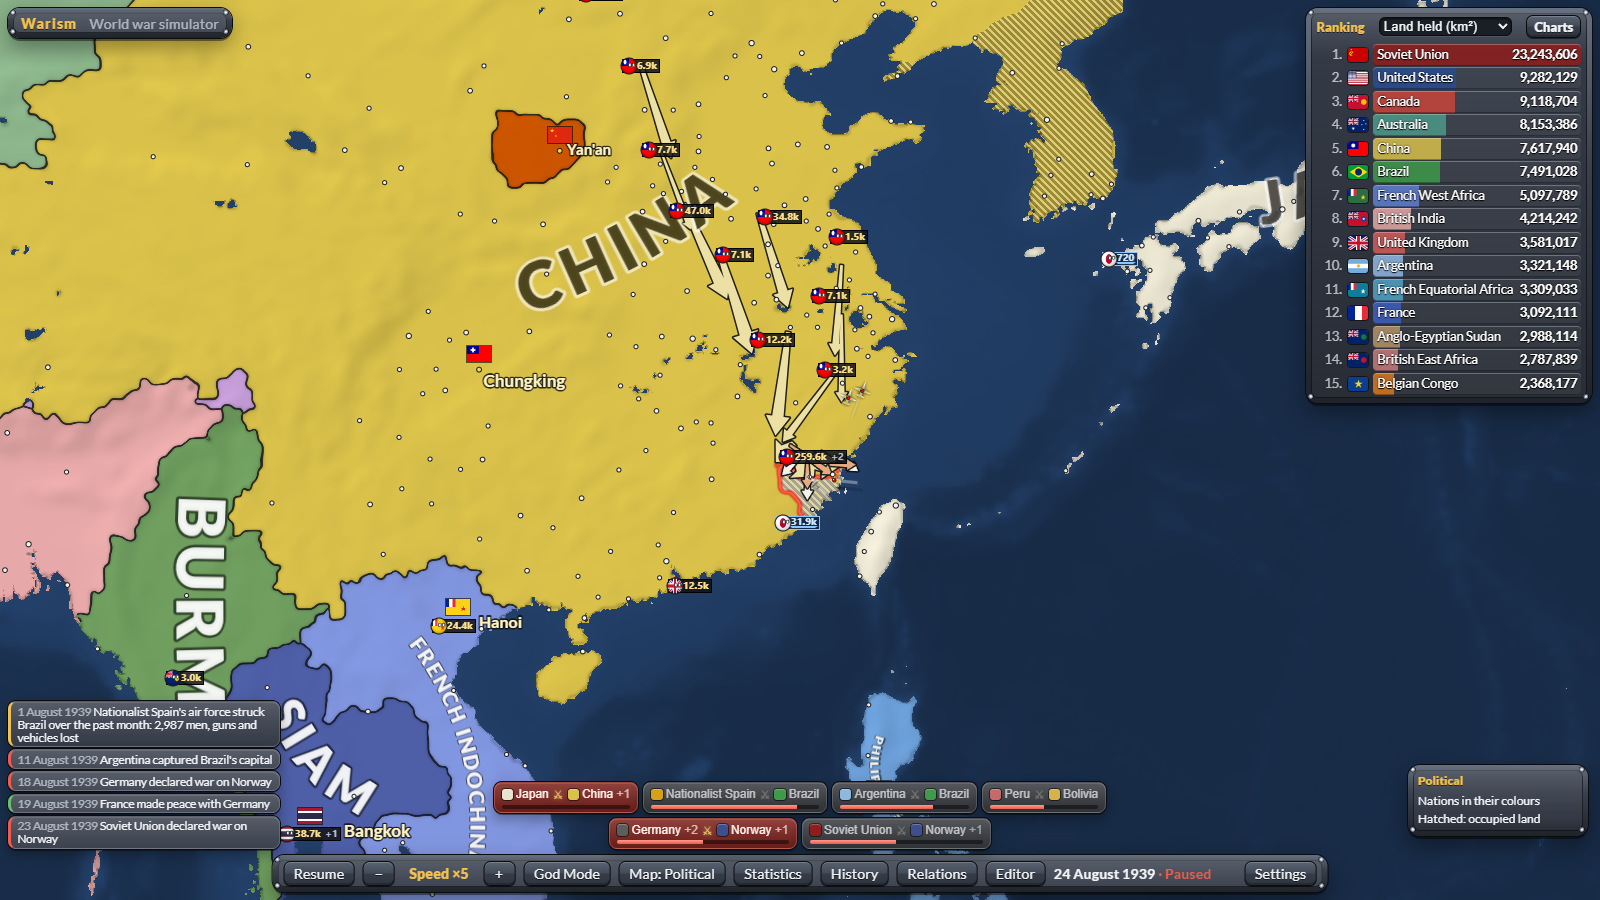 Warism World war simulator
Ranking Land held (km²) Charts
1. Soviet Union 23,243,606
2. United States 9,282,129
3. Canada 9,118,704
4. Australia 8,153,386
5. China 7,617,940
6. Brazil 7,491,028
7. French West Africa 5,097,789
8. British India 4,214,242
9. United Kingdom 3,581,017
10. Argentina 3,321,148
11. French Equatorial Africa 3,309,033
12. France 3,092,111
13. Anglo-Egyptian Sudan 2,988,114
14. British East Africa 2,787,839
15. Belgian Congo 2,368,177
6.9k
7.7k
Yan'an
47.0k
34.8k
1.5k
CHINA
JA
7.1k
720
7.1k
12.2k
3.2k
Chungking
259.6k +2
31.9k
12.5k
BURM
24.4k Hanoi
FRENCH INDOCHIN
3.0k
SIAM
PHILIP
38.7k +1 Bangkok
1 August 1939 Nationalist Spain's air force struck
Brazil over the past month: 2,987 men, guns and
vehicles lost
11 August 1939 Argentina captured Brazil's capital
18 August 1939 Germany declared war on Norway
19 August 1939 France made peace with Germany
23 August 1939 Soviet Union declared war on
Norway
Japan China +1
Nationalist Spain Brazil
Argentina Brazil
Peru Bolivia
Germany +2 Norway +1
Soviet Union Norway +1
Political
Nations in their colours
Hatched: occupied land
Resume − Speed ×5 + God Mode Map: Political Statistics History Relations Editor 24 August 1939 · Paused Settings